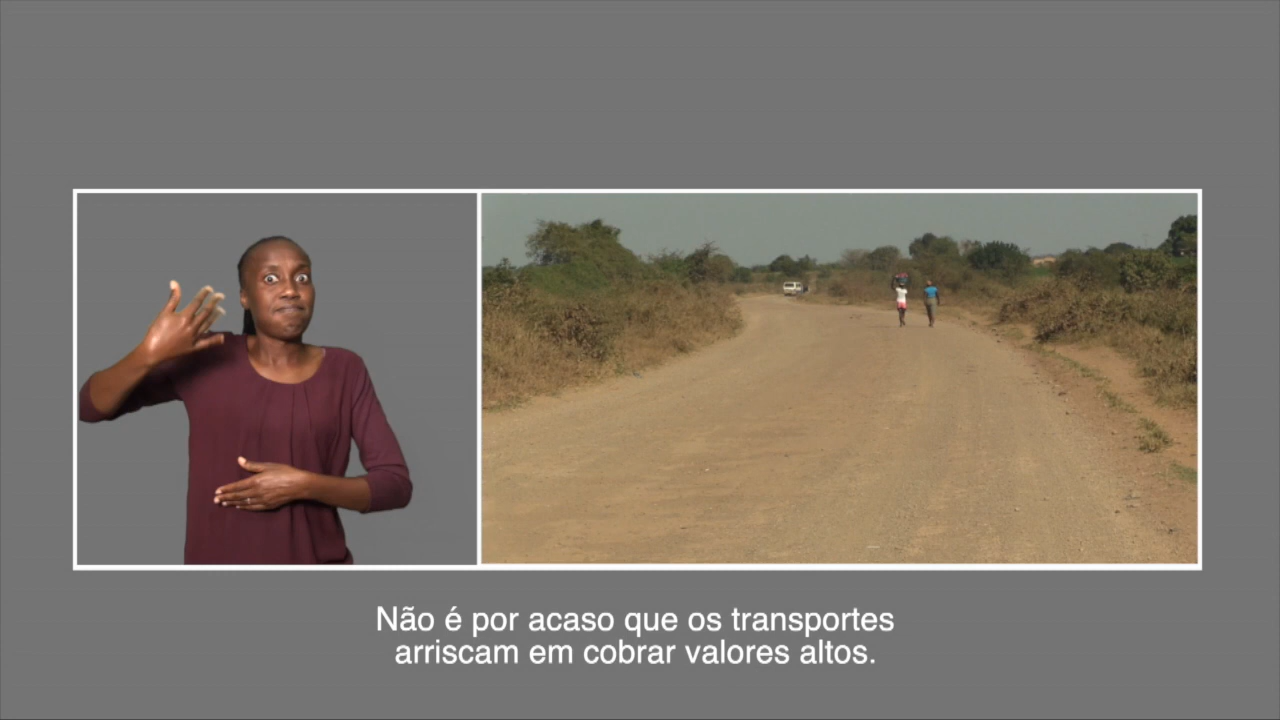 Não é por acaso que os transportes
arriscam em cobrar valores altos.